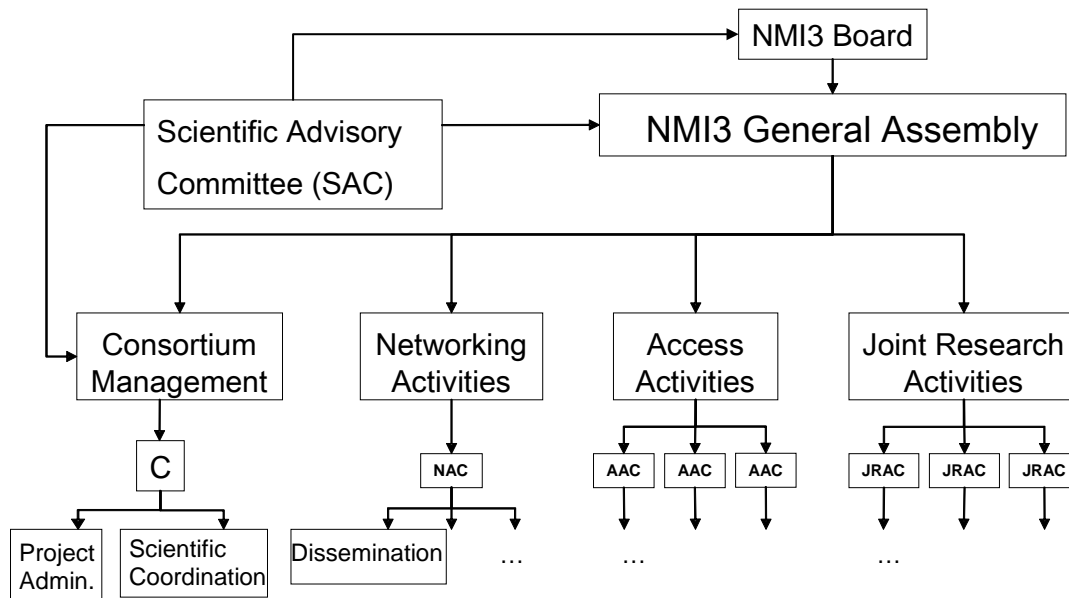 NMI3 Board
Scientific Advisory
Committee (SAC)
NMI3 General Assembly
Consortium
Management
Networking
Activities
Access
Activities
Joint Research
Activities
C
NAC
AAC
AAC
AAC
JRAC
JRAC
JRAC
Project
Admin.
Scientific
Coordination
Dissemination
...
...
...